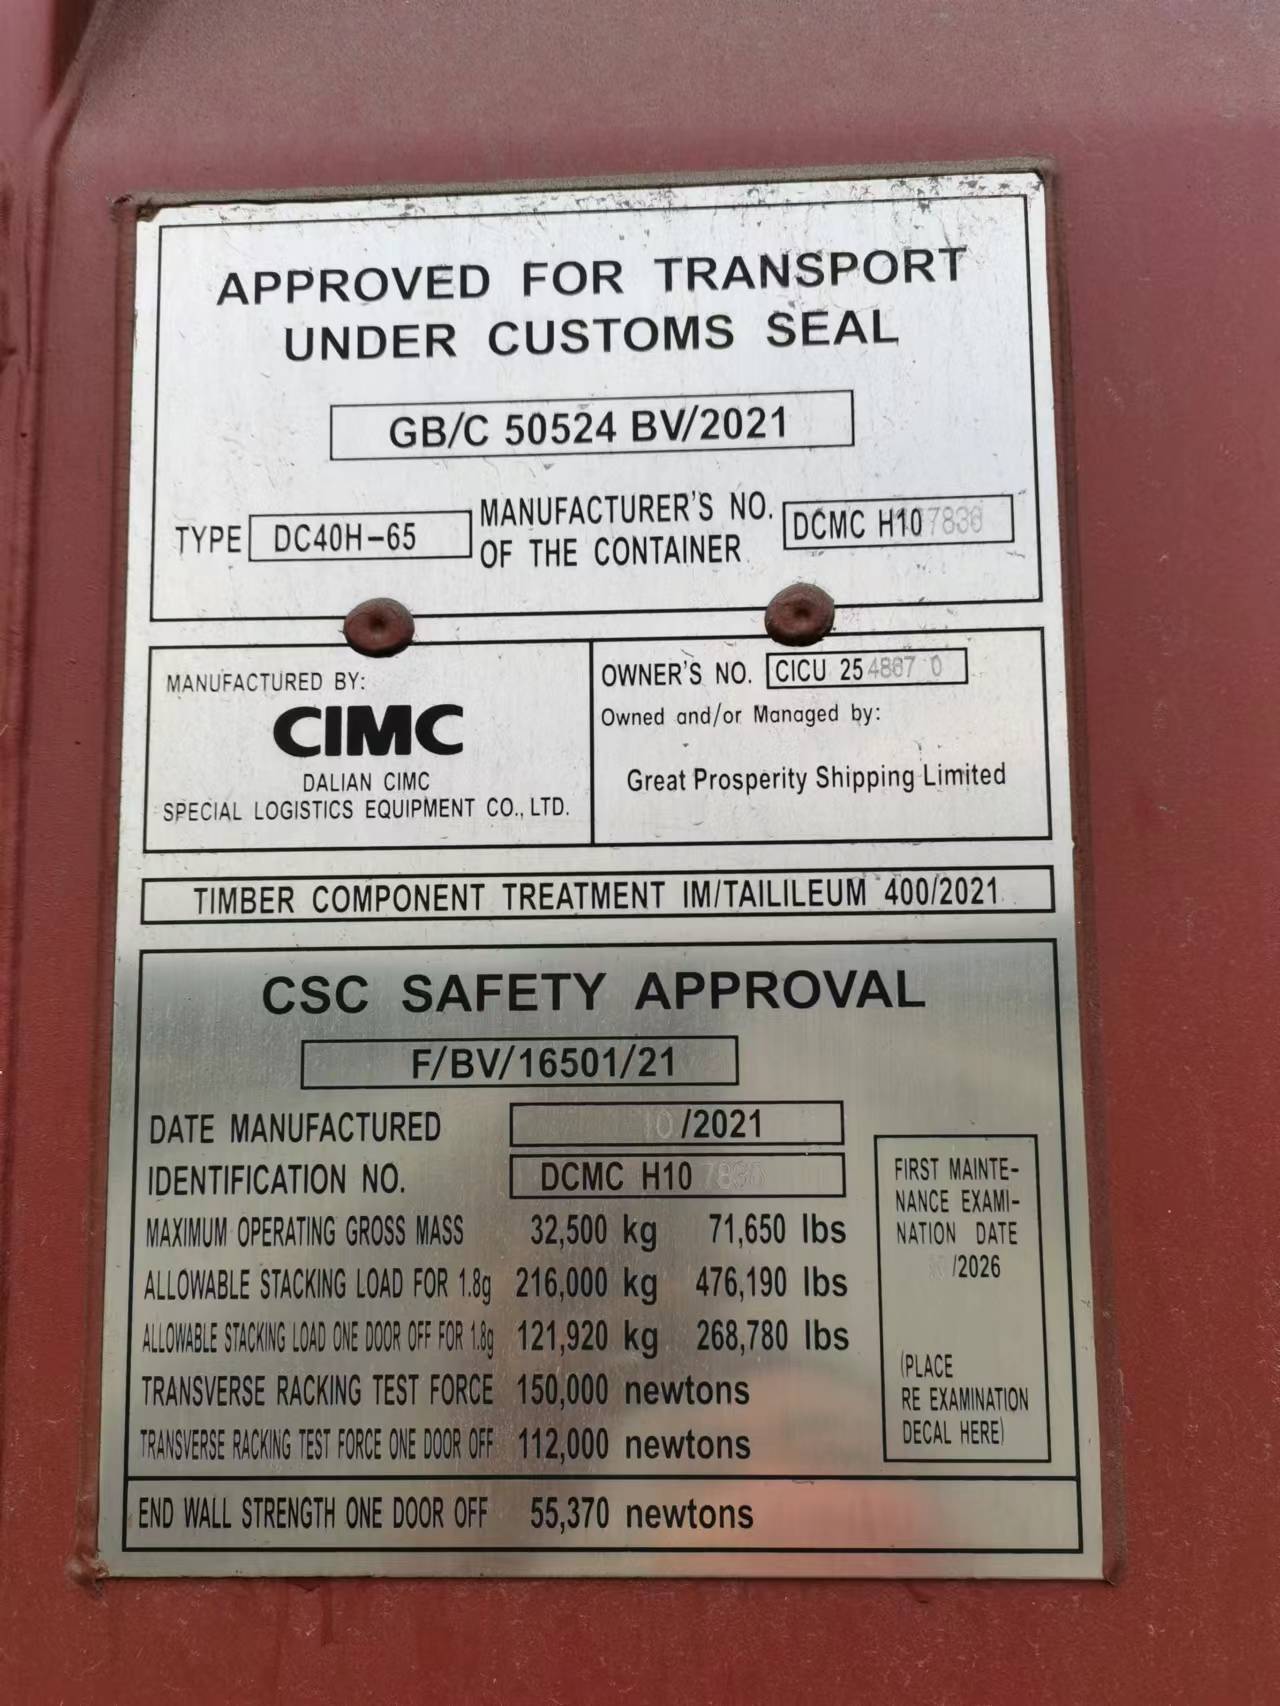 APPROVED FOR TRANSPORT
UNDER CUSTOMS SEAL
GB/C 50524 BV/2021
TYPE DC40H-65
MANUFACTURER'S NO.
OF THE CONTAINER
MANUFACTURED BY:
CIMC
DALIAN CIMC
SPECIAL LOGISTICS EQUIPMENT CO., LTD.
OWNER'S NO. CICU 254867 0
Owned and/or Managed by:
Great Prosperity Shipping Limited
TIMBER COMPONENT TREATMENT IM/TAILILEUM 400/2021
CSC SAFETY APPROVAL
F/BV/16501/21
DATE MANUFACTURED 10/2021
IDENTIFICATION NO.
MAXIMUM OPERATING GROSS MASS 32,500 kg 71,650 lbs
ALLOWABLE STACKING LOAD FOR 1.8g 216,000 kg 476,190 lbs
ALLOWABLE STACKING LOAD ONE DOOR OFF FOR 1.8g 121,920 kg 268,780 lbs
TRANSVERSE RACKING TEST FORCE 150,000 newtons
TRANSVERSE RACKING TEST FORCE ONE DOOR OFF 112,000 newtons
END WALL STRENGTH ONE DOOR OFF 55,370 newtons
FIRST MAINTE-
NANCE EXAMI-
NATION DATE
/2026
(PLACE
RE EXAMINATION
DECAL HERE)